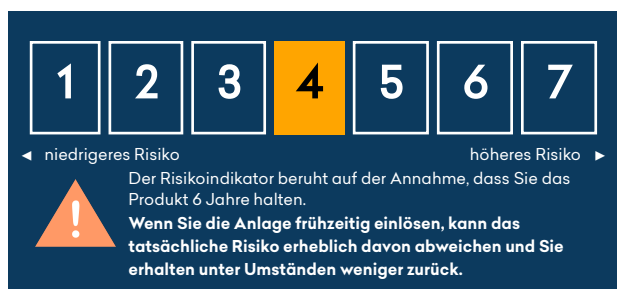 1 2 3 4 5 6 7
◄ niedrigeres Risiko höheres Risiko ►
Der Risikoindikator beruht auf der Annahme, dass Sie das
Produkt 6 Jahre halten.
Wenn Sie die Anlage frühzeitig einlösen, kann das
tatsächliche Risiko erheblich davon abweichen und Sie
erhalten unter Umständen weniger zurück.
!